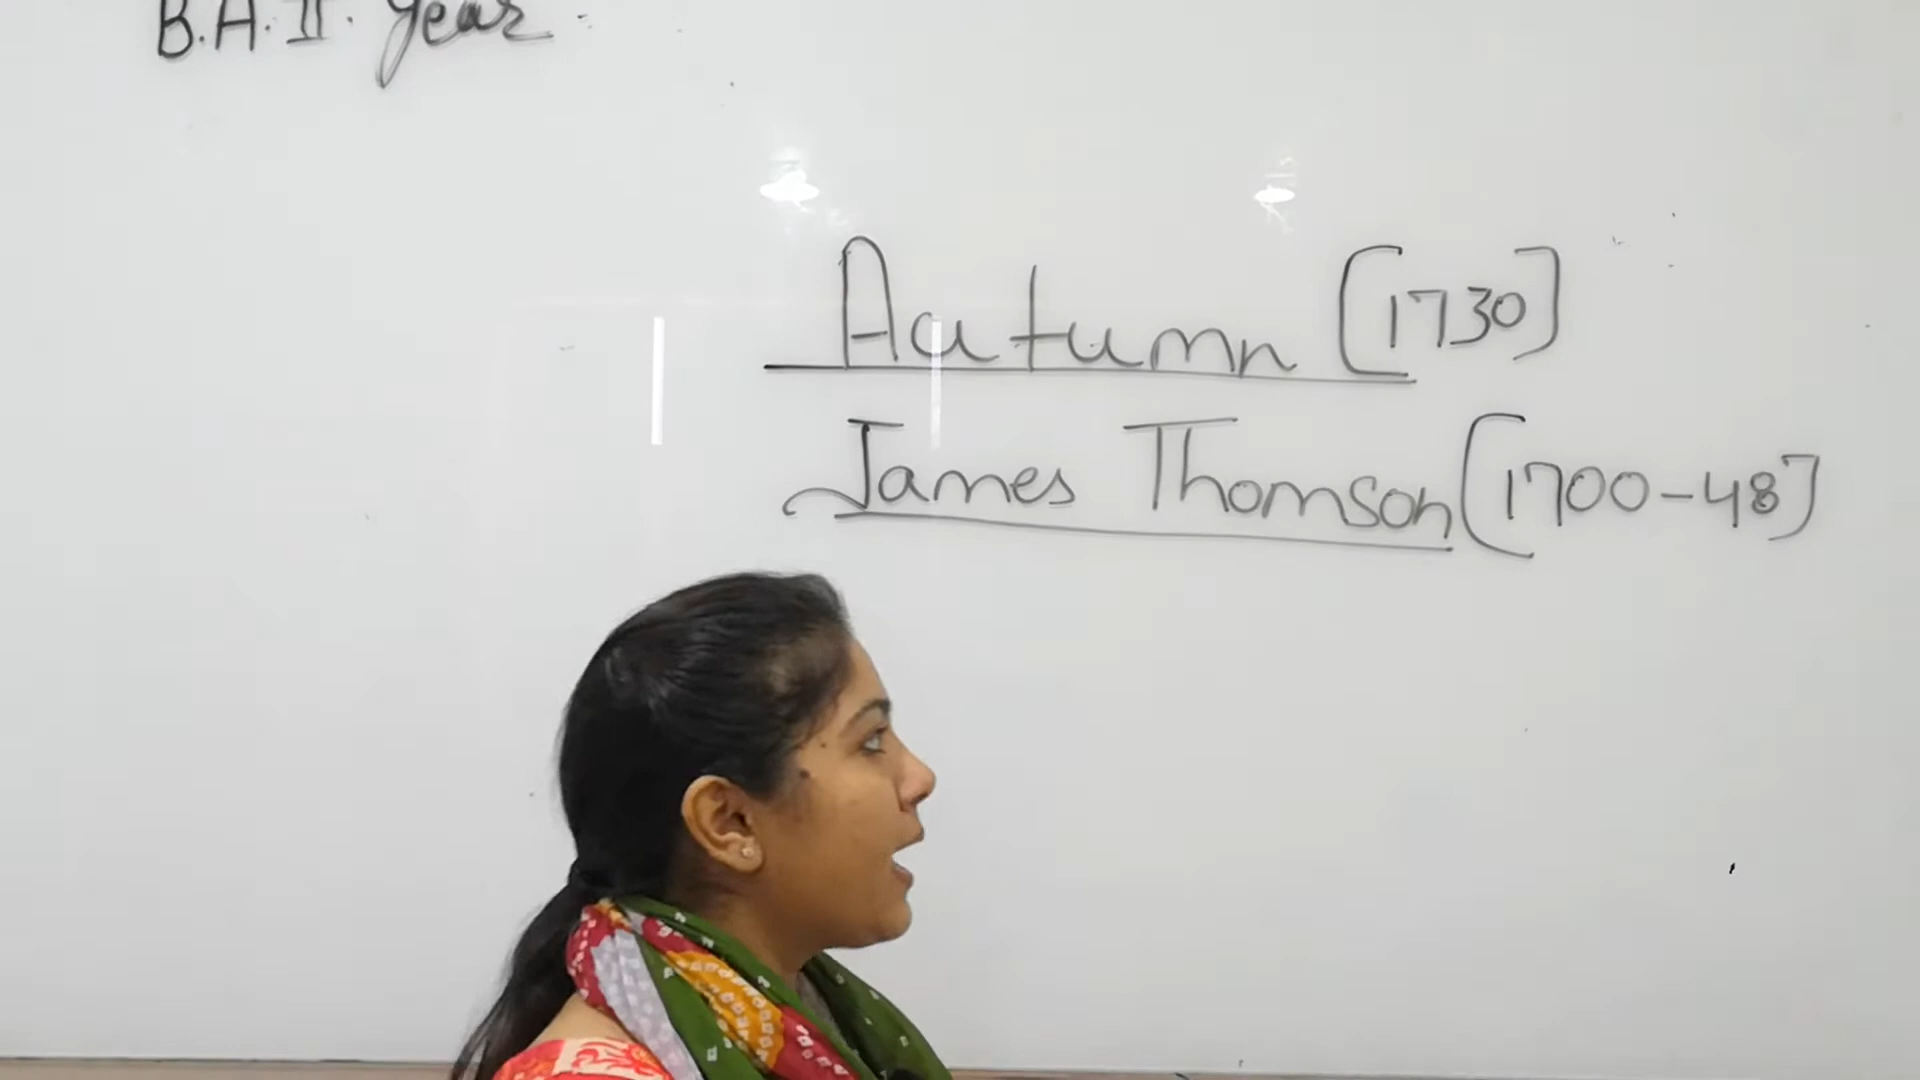 B.A. II. Year
Autumn [1730]
James Thomson [1700-48]